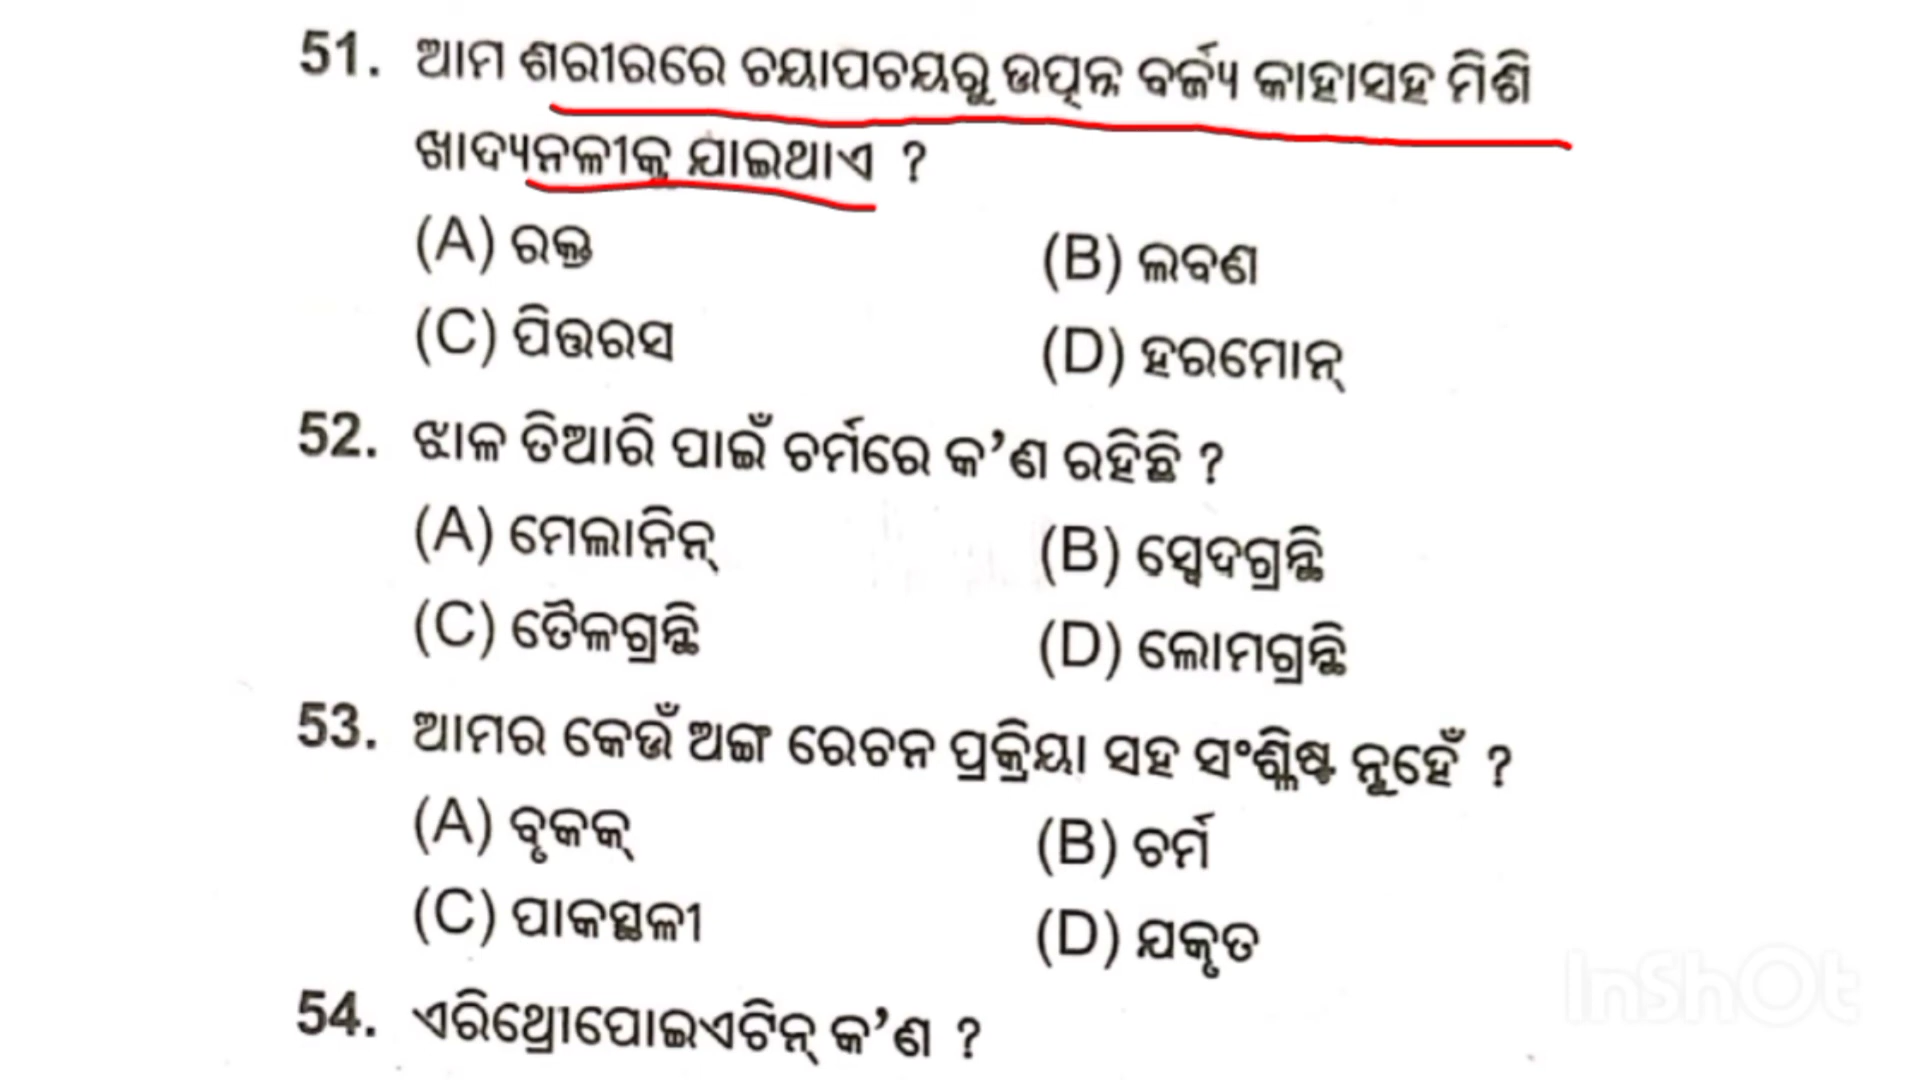 51. ଆମ ଶରୀରରେ ଚୟାପଚୟରୁ ଉତ୍ପନ୍ନ ବର୍ଜ୍ୟ କାହାସହ ମିଶି
ଖାଦ୍ୟନଳୀକୁ ଯାଇଥାଏ ?
(A) ରକ୍ତ (B) ଲବଣ
(C) ପିତ୍ତରସ (D) ହରମୋନ୍
52. ଝାଳ ତିଆରି ପାଇଁ ଚର୍ମରେ କ'ଣ ରହିଛି ?
(A) ମେଲାନିନ୍ (B) ସ୍ୱେଦଗ୍ରନ୍ଥି
(C) ତୈଳଗ୍ରନ୍ଥି (D) ଲୋମଗ୍ରନ୍ଥି
53. ଆମର କେଉଁ ଅଙ୍ଗ ରେଚନ ପ୍ରକ୍ରିୟା ସହ ସଂଶ୍ଳିଷ୍ଟ ନୁହେଁ ?
(A) ବୃକକ୍ (B) ଚର୍ମ
(C) ପାକସ୍ଥଳୀ (D) ଯକୃତ
54. ଏରିଥ୍ରୋପୋଇଏଟିନ୍ କ'ଣ ?
InShOt